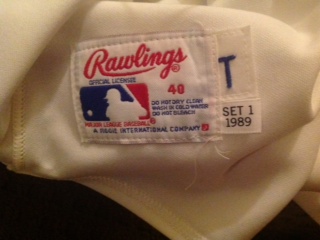 Rawlings®
OFFICIAL LICENSEE
40
DO NOT DRY CLEAN
WASH IN COLD WATER
DO NOT BLEACH
MAJOR LEAGUE BASEBALL
A FIGGIE INTERNATIONAL COMPANY
T
SET 1
1989